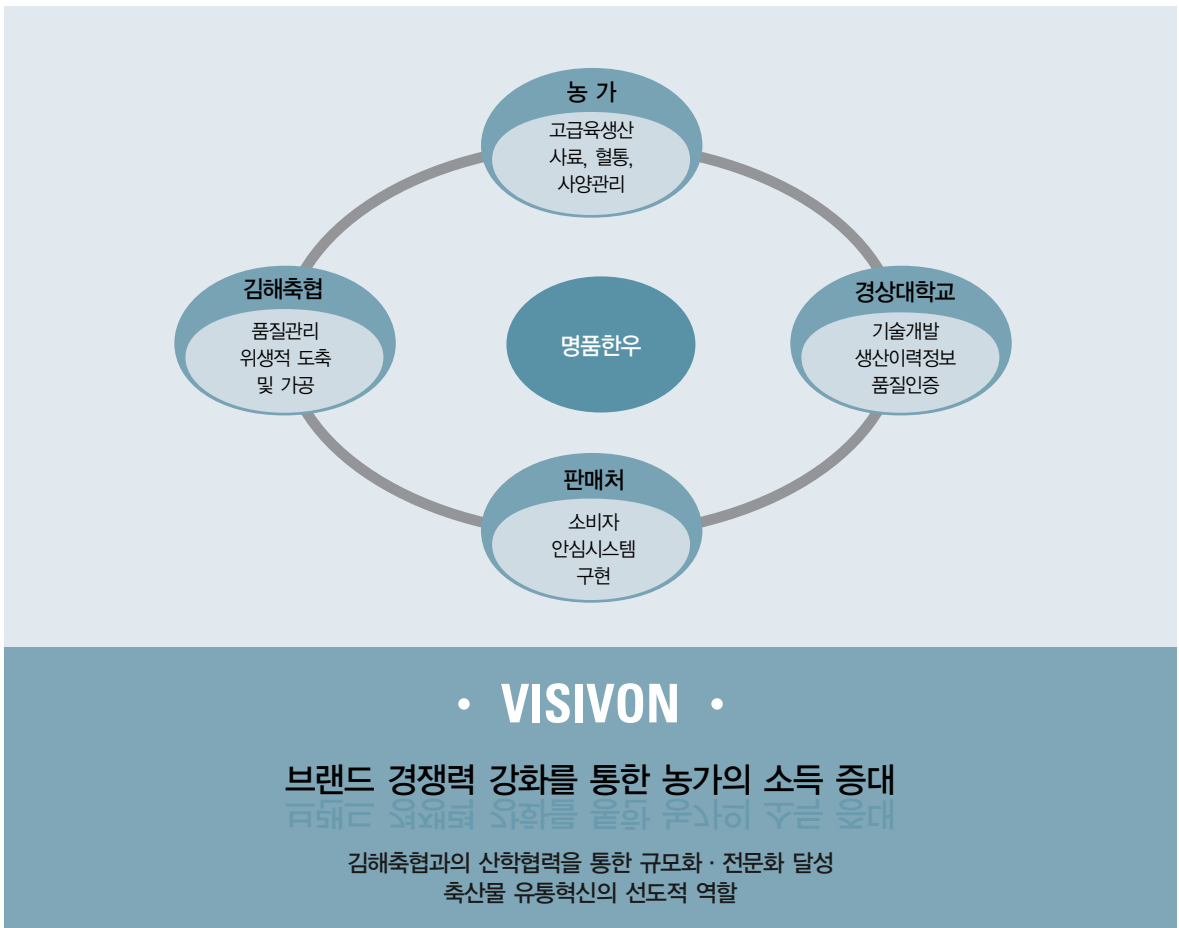 농 가
고급육생산
사료, 혈통,
사양관리
김해축협
품질관리
위생적 도축
및 가공
명품한우
경상대학교
기술개발
생산이력정보
품질인증
판매처
소비자
안심시스템
구현
• VISIVON •
브랜드 경쟁력 강화를 통한 농가의 소득 증대
김해축협과의 산학협력을 통한 규모화 · 전문화 달성
축산물 유통혁신의 선도적 역할